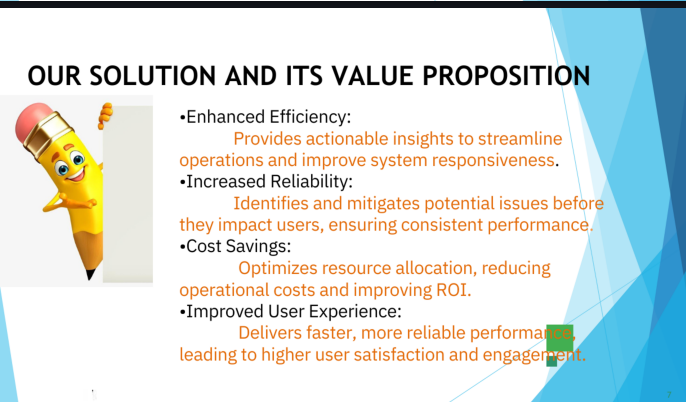 OUR SOLUTION AND ITS VALUE PROPOSITION
•Enhanced Efficiency:
Provides actionable insights to streamline
operations and improve system responsiveness.
•Increased Reliability:
Identifies and mitigates potential issues before
they impact users, ensuring consistent performance.
•Cost Savings:
Optimizes resource allocation, reducing
operational costs and improving ROI.
•Improved User Experience:
Delivers faster, more reliable performance,
leading to higher user satisfaction and engagement.
7